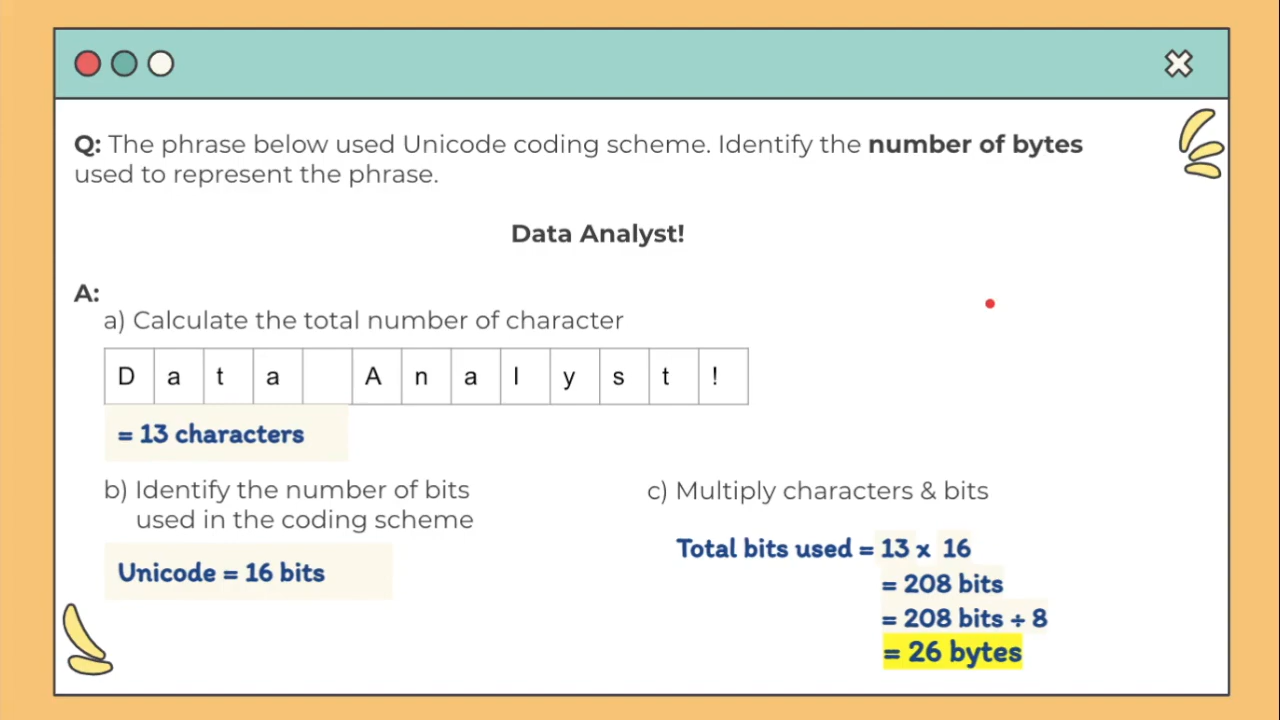 Q: The phrase below used Unicode coding scheme. Identify the number of bytes
used to represent the phrase.
Data Analyst!
A:
a) Calculate the total number of character
D a t a A n a l y s t !
= 13 characters
b) Identify the number of bits
used in the coding scheme
Unicode = 16 bits
c) Multiply characters & bits
Total bits used = 13 x 16
= 208 bits
= 208 bits ÷ 8
= 26 bytes